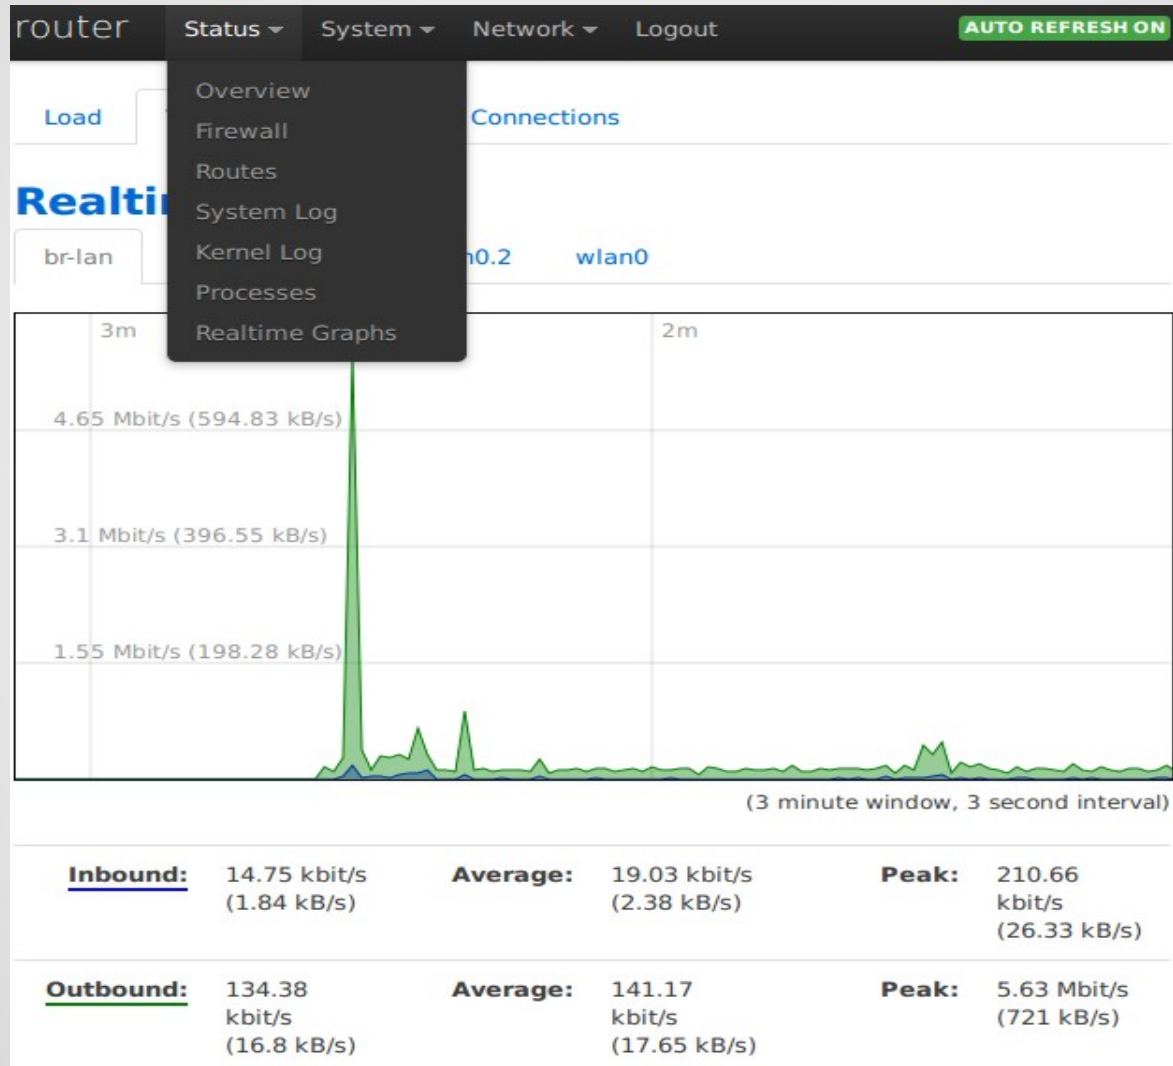 router Status System Network Logout AUTO REFRESH ON
Overview
Firewall
Routes
System Log
Kernel Log
Processes
Realtime Graphs
Load Connections
br-lan wlan0
3m 2m
4.65 Mbit/s (594.83 kB/s)
3.1 Mbit/s (396.55 kB/s)
1.55 Mbit/s (198.28 kB/s)
(3 minute window, 3 second interval)
Inbound: 14.75 kbit/s Average: 19.03 kbit/s Peak: 210.66
(1.84 kB/s) (2.38 kB/s) kbit/s
(26.33 kB/s)
Outbound: 134.38 Average: 141.17 Peak: 5.63 Mbit/s
kbit/s kbit/s (721 kB/s)
(16.8 kB/s) (17.65 kB/s)